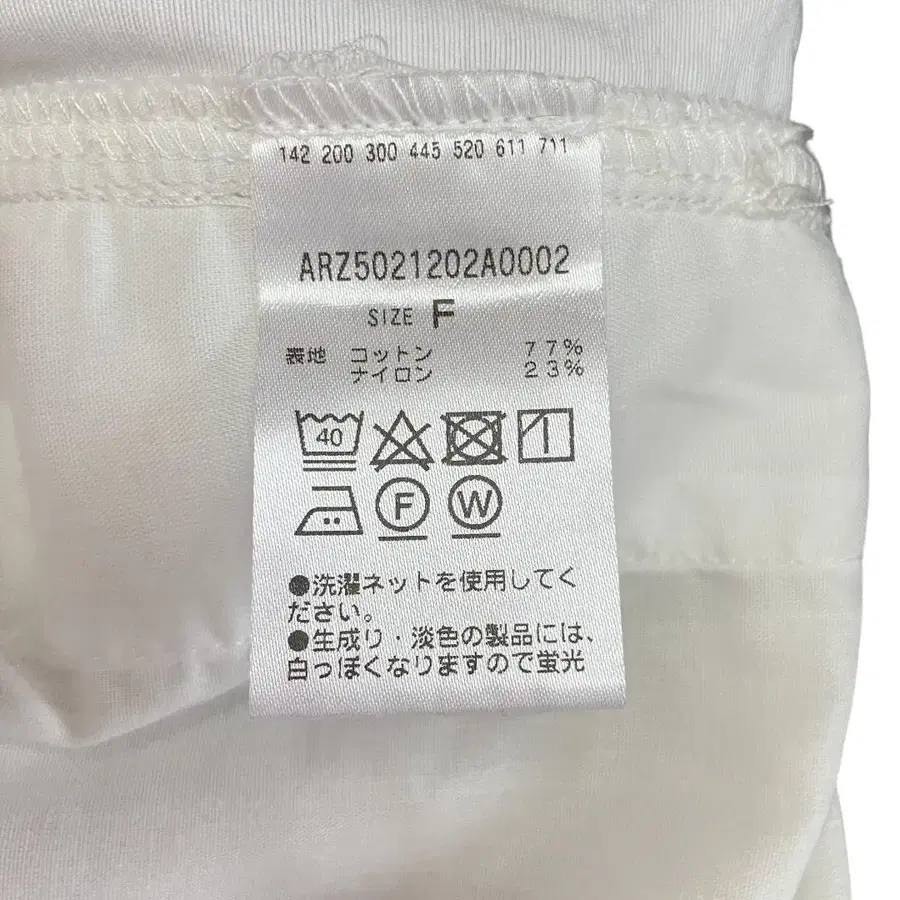 142 200 300 445 520 611 711
ARZ5021202A0002
SIZE F
表地 コットン 77%
ナイロン 23%
40
F W
●洗濯ネットを使用してく
ださい。
●生成り・淡色の製品には、
白っぽくなりますので蛍光